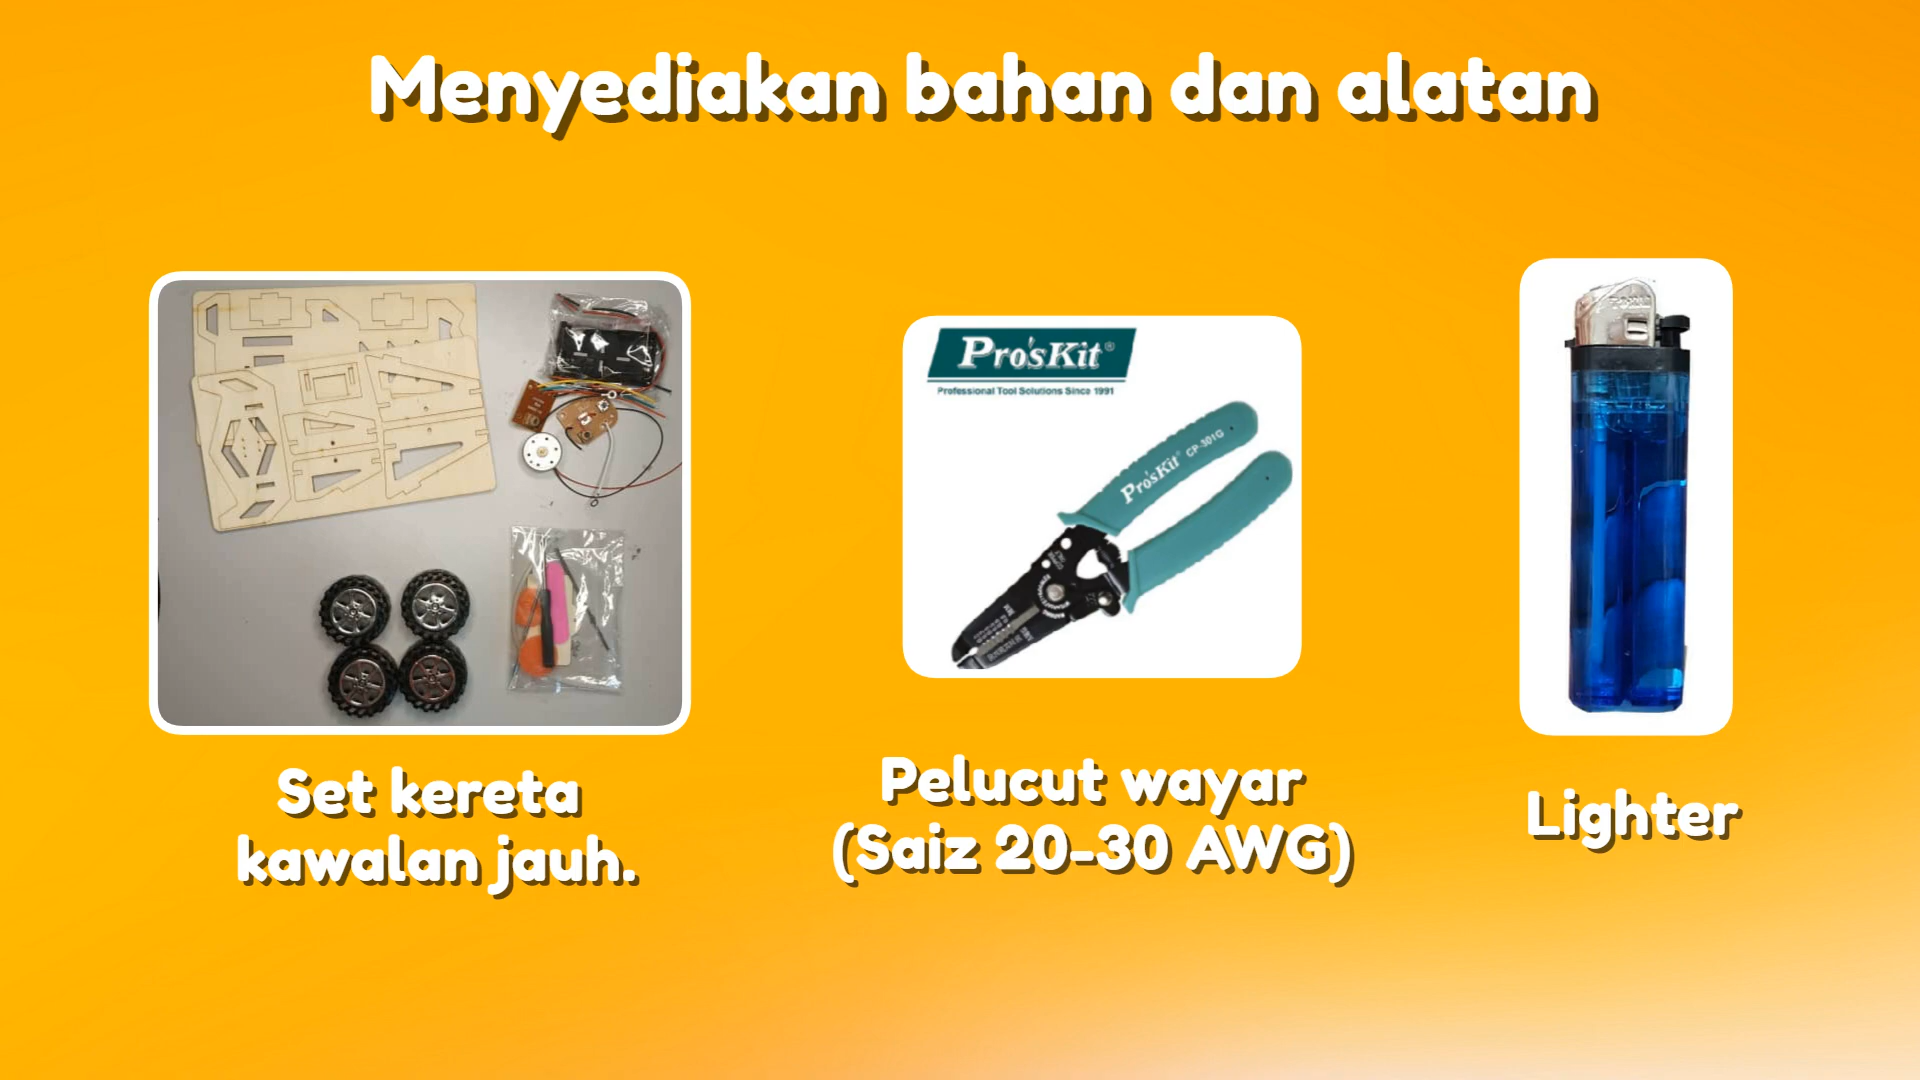 Menyediakan bahan dan alatan
Pro'sKit®
Professional Tool Solutions Since 1991
Pro'sKit® CP-301G
Set kereta
kawalan jauh.
Pelucut wayar
(Saiz 20-30 AWG)
Lighter